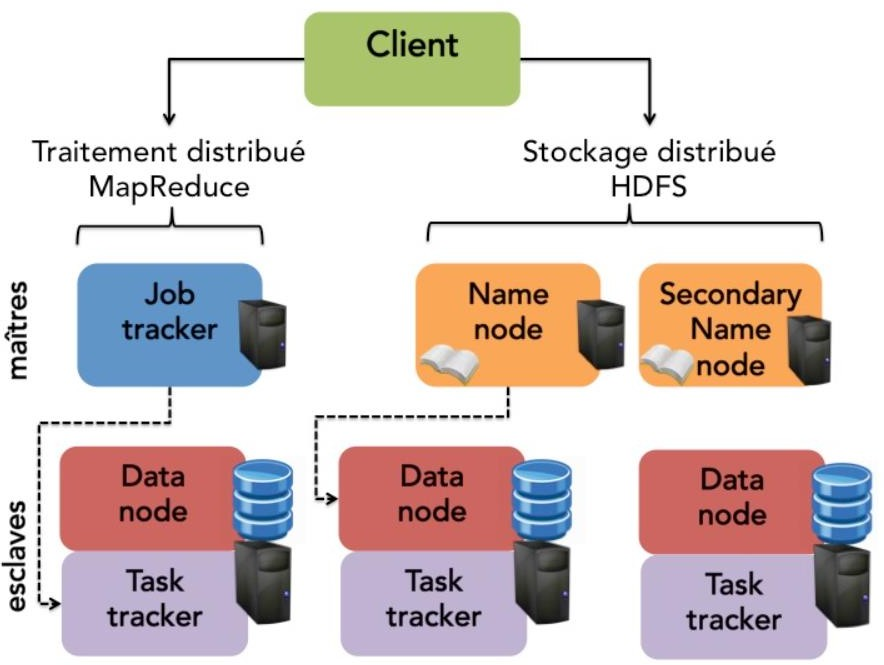 Client
Traitement distribué
MapReduce
Stockage distribué
HDFS
maîtres
Job
tracker
Name
node
Secondary
Name
node
esclaves
Data
node
Task
tracker
Data
node
Task
tracker
Data
node
Task
tracker